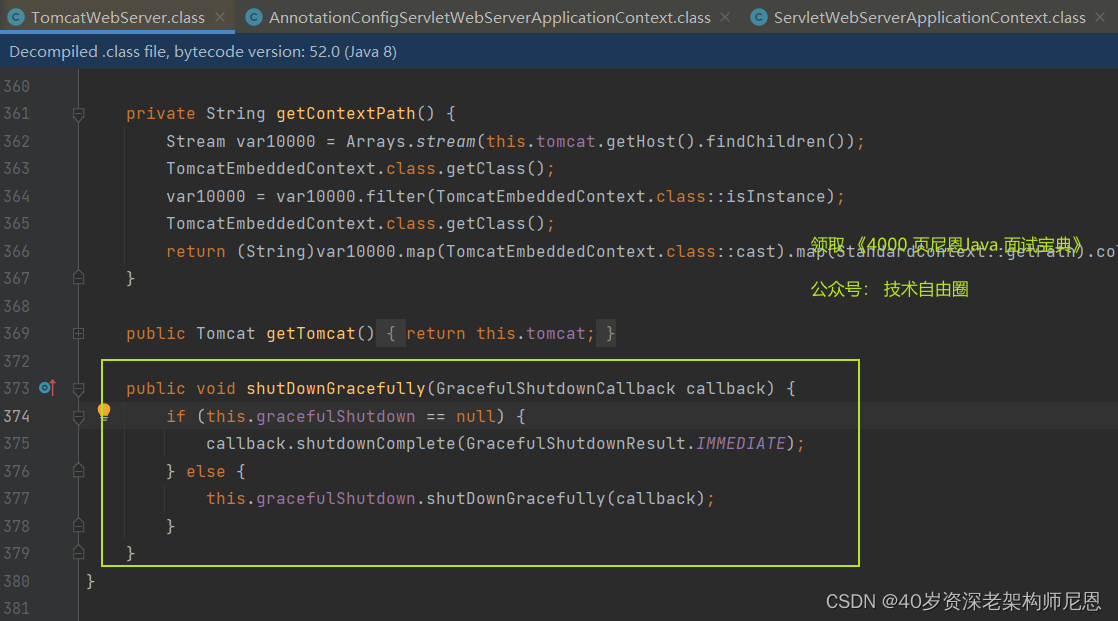 TomcatWebServer.class × AnnotationConfigServletWebServerApplicationContext.class × ServletWebServerApplicationContext.class ×
Decompiled .class file, bytecode version: 52.0 (Java 8)
360
361 private String getContextPath() {
362 Stream var10000 = Arrays.stream(this.tomcat.getHost().findChildren());
363 TomcatEmbeddedContext.class.getClass();
364 var10000 = var10000.filter(TomcatEmbeddedContext.class::isInstance);
365 TomcatEmbeddedContext.class.getClass();
366 return (String)var10000.map(TomcatEmbeddedContext.class::cast).map(StandardContext::getPath).co
领取《4000 页尼恩Java 面试宝典》
367 }
公众号： 技术自由圈
368
369 public Tomcat getTomcat() { return this.tomcat; }
372
373 public void shutDownGracefully(GracefulShutdownCallback callback) {
374 if (this.gracefulShutdown == null) {
375 callback.shutdownComplete(GracefulShutdownResult.IMMEDIATE);
376 } else {
377 this.gracefulShutdown.shutDownGracefully(callback);
378 }
379 }
380 }
381
CSDN @40岁资深老架构师尼恩